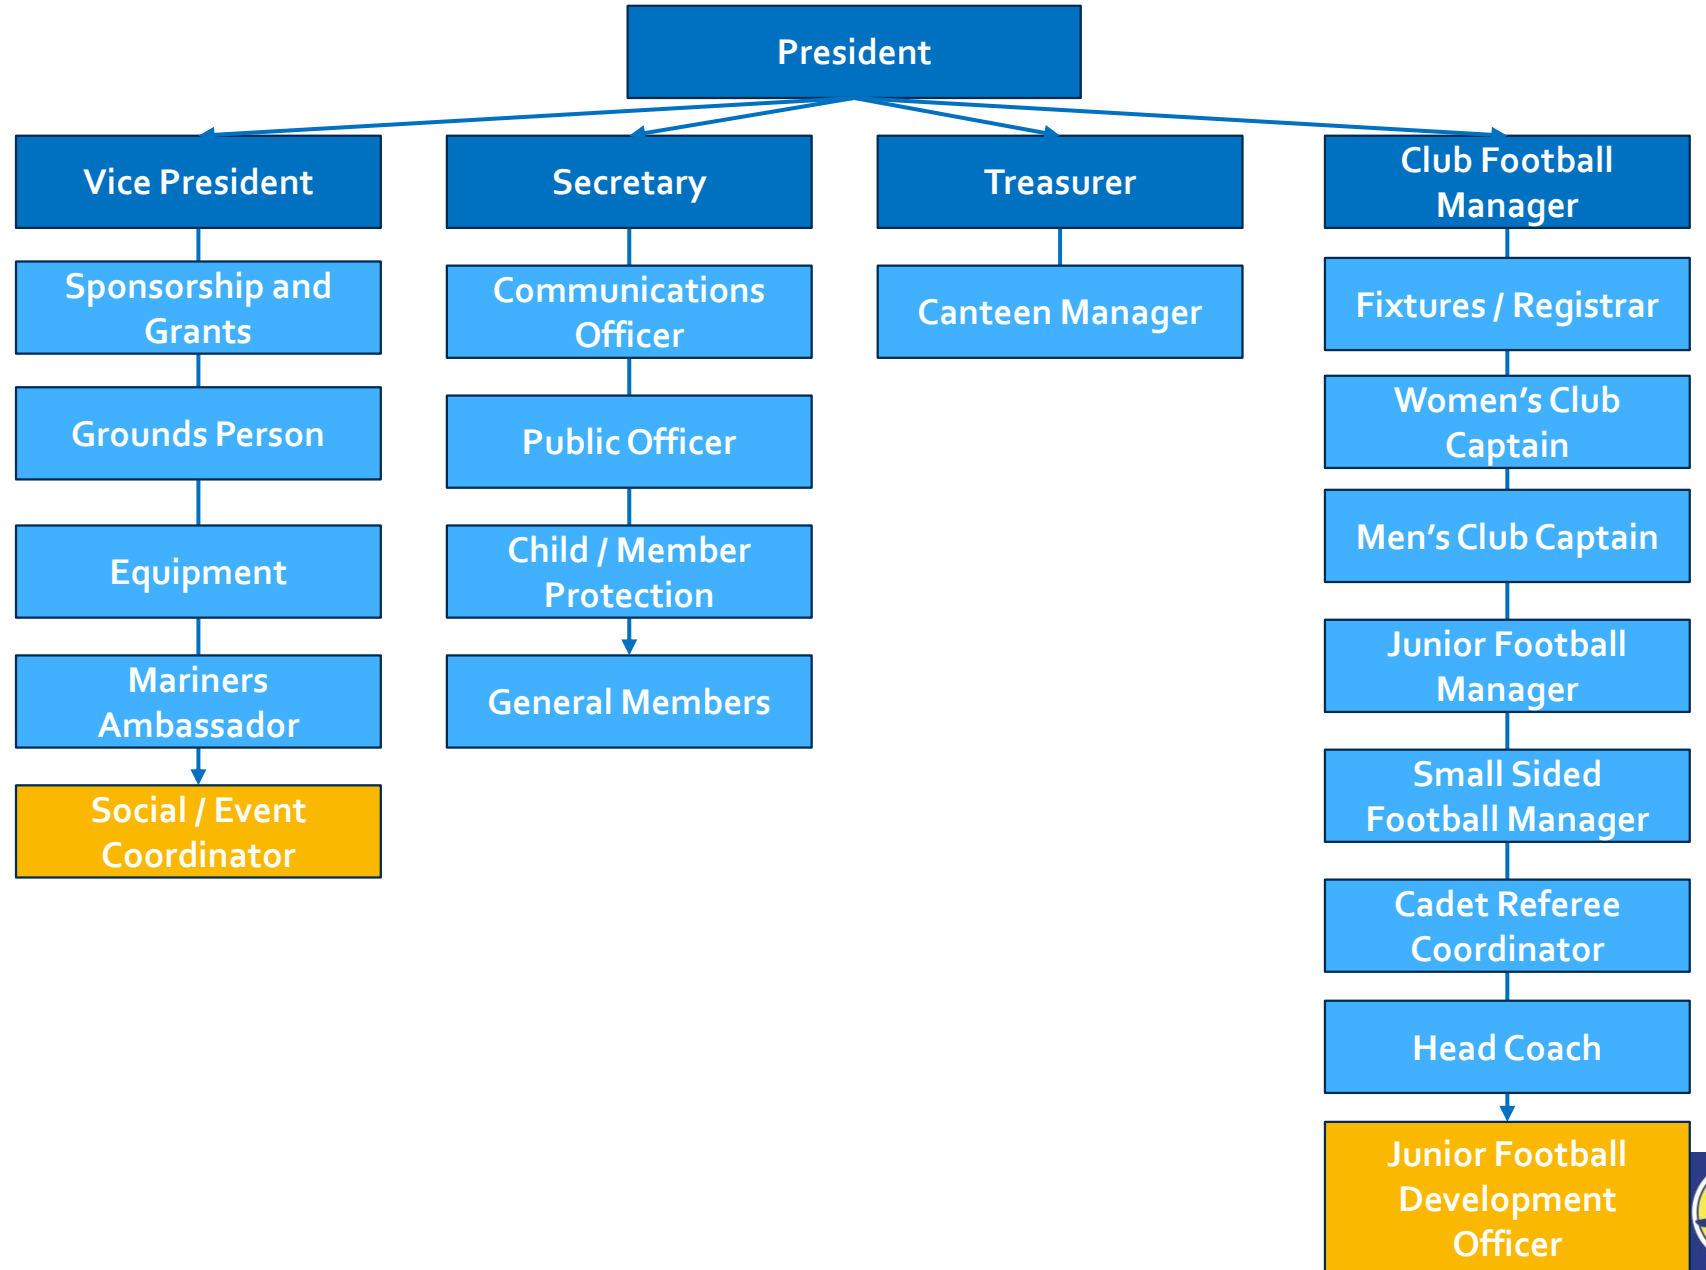 President
Vice President
Secretary
Treasurer
Club Football
Manager
Sponsorship and
Grants
Grounds Person
Equipment
Mariners
Ambassador
Social / Event
Coordinator
Communications
Officer
Public Officer
Child / Member
Protection
General Members
Canteen Manager
Fixtures / Registrar
Women’s Club
Captain
Men’s Club Captain
Junior Football
Manager
Small Sided
Football Manager
Cadet Referee
Coordinator
Head Coach
Junior Football
Development
Officer